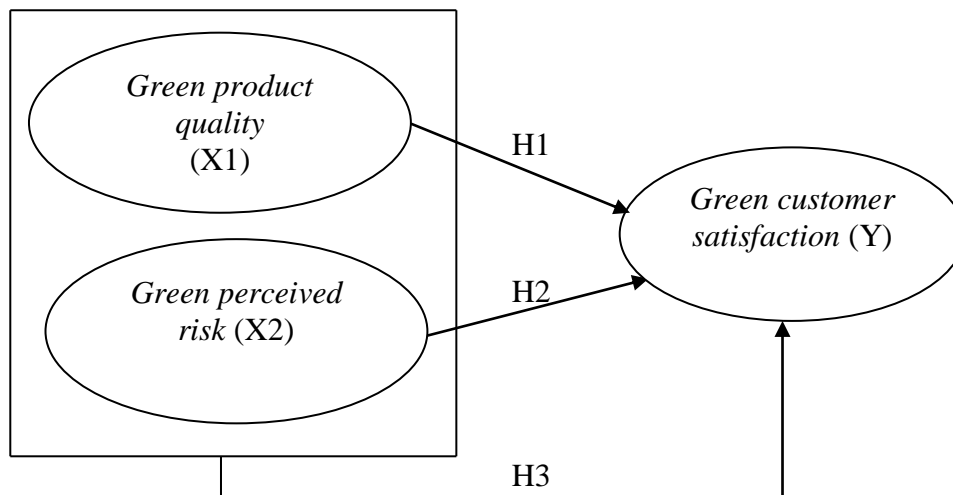 Green product
quality
(X1)
H1
Green customer
satisfaction (Y)
Green perceived
risk (X2)
H2
H3